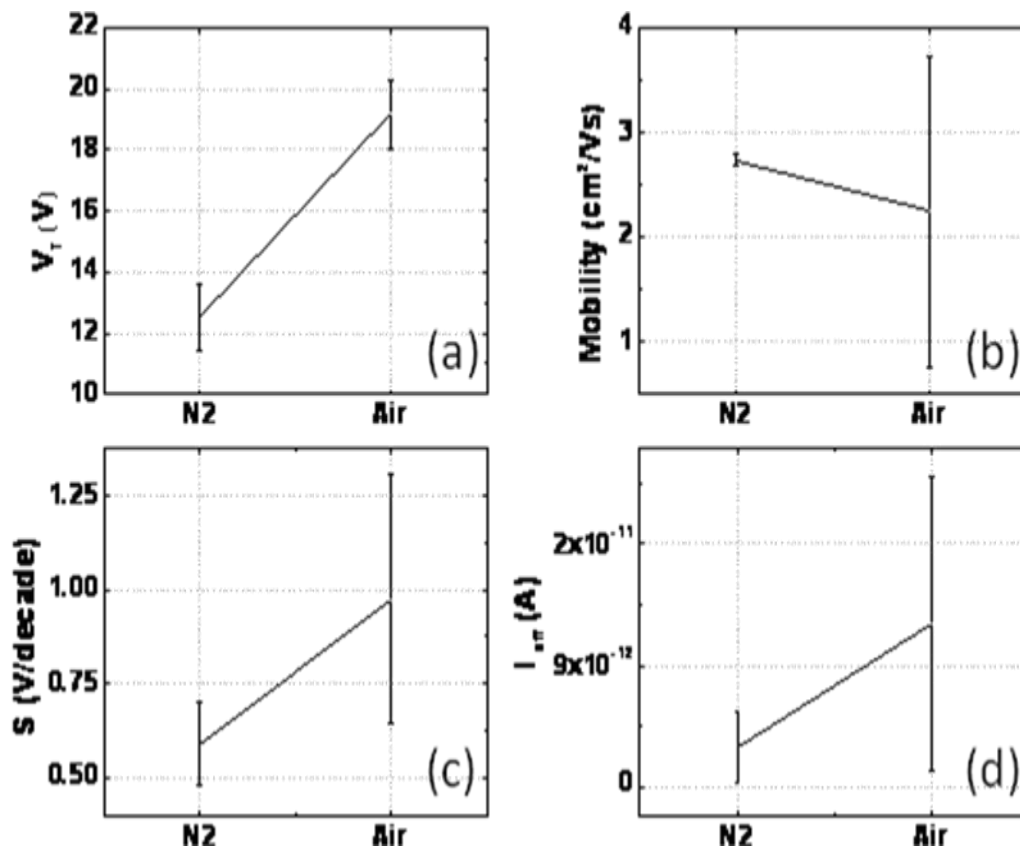 V_T (V)
22
20
18
16
14
12
10
N2
Air
(a)
Mobility (cm²/Vs)
4
3
2
1
N2
Air
(b)
S (V/decade)
1.25
1.00
0.75
0.50
N2
Air
(c)
I_off (A)
2x10⁻¹¹
9x10⁻¹²
0
N2
Air
(d)